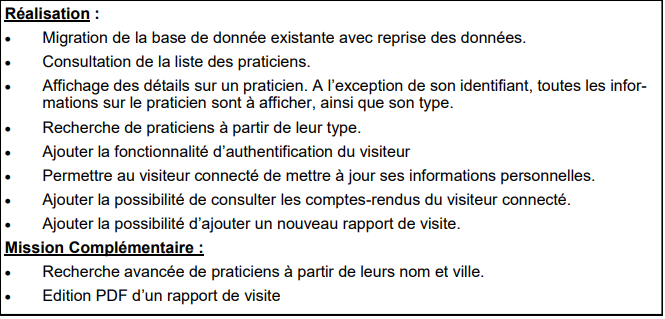 Réalisation :
• Migration de la base de donnée existante avec reprise des données.
• Consultation de la liste des praticiens.
• Affichage des détails sur un praticien. A l’exception de son identifiant, toutes les infor-
mations sur le praticien sont à afficher, ainsi que son type.
• Recherche de praticiens à partir de leur type.
• Ajouter la fonctionnalité d’authentification du visiteur
• Permettre au visiteur connecté de mettre à jour ses informations personnelles.
• Ajouter la possibilité de consulter les comptes-rendus du visiteur connecté.
• Ajouter la possibilité d’ajouter un nouveau rapport de visite.
Mission Complémentaire :
• Recherche avancée de praticiens à partir de leurs nom et ville.
• Edition PDF d’un rapport de visite